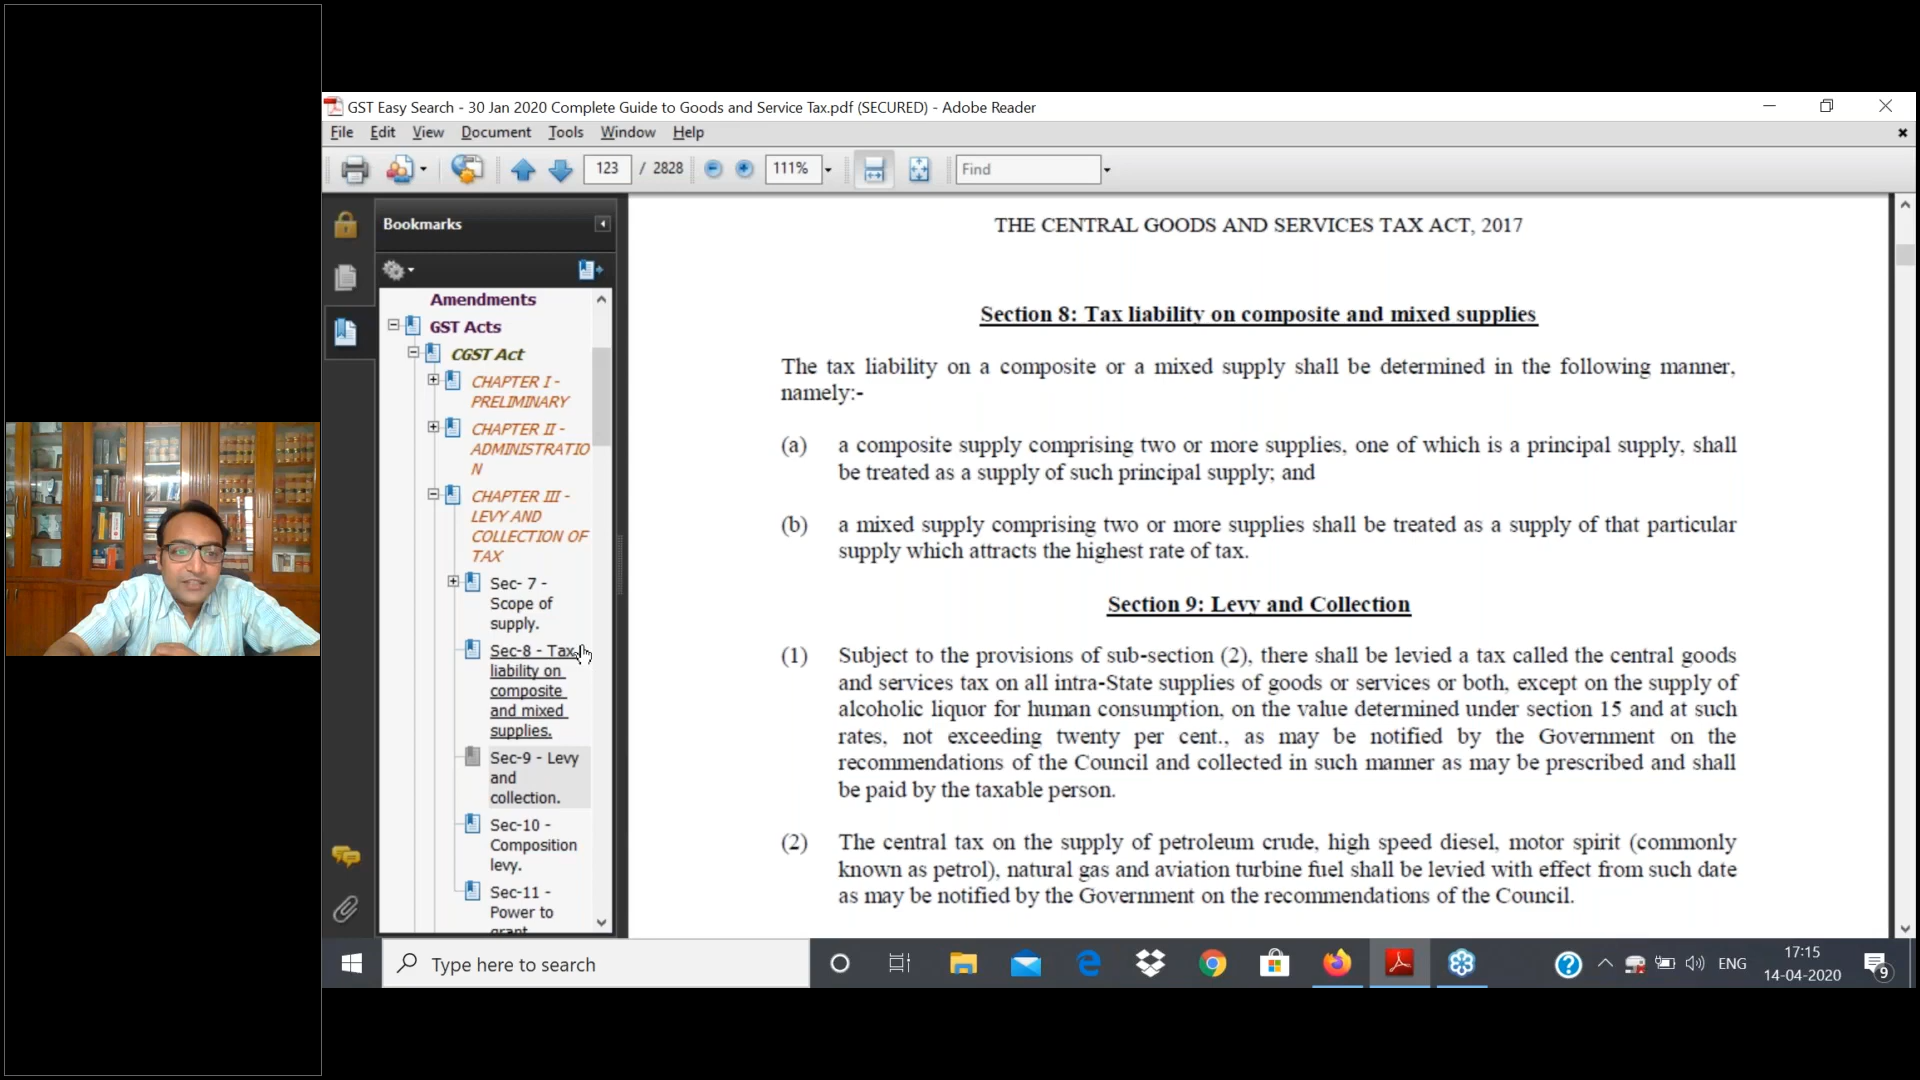 GST Easy Search - 30 Jan 2020 Complete Guide to Goods and Service Tax.pdf (SECURED) - Adobe Reader
File Edit View Document Tools Window Help
123 / 2828 111% Find
Bookmarks
Amendments
GST Acts
CGST Act
CHAPTER I -
PRELIMINARY
CHAPTER II -
ADMINISTRATIO
N
CHAPTER III -
LEVY AND
COLLECTION OF
TAX
Sec- 7 -
Scope of
supply.
Sec-8 - Tax
liability on
composite
and mixed
supplies.
Sec-9 - Levy
and
collection.
Sec-10 -
Composition
levy.
Sec-11 -
Power to
grant
THE CENTRAL GOODS AND SERVICES TAX ACT, 2017
Section 8: Tax liability on composite and mixed supplies
The tax liability on a composite or a mixed supply shall be determined in the following manner,
namely:-
(a) a composite supply comprising two or more supplies, one of which is a principal supply, shall
be treated as a supply of such principal supply; and
(b) a mixed supply comprising two or more supplies shall be treated as a supply of that particular
supply which attracts the highest rate of tax.
Section 9: Levy and Collection
(1) Subject to the provisions of sub-section (2), there shall be levied a tax called the central goods
and services tax on all intra-State supplies of goods or services or both, except on the supply of
alcoholic liquor for human consumption, on the value determined under section 15 and at such
rates, not exceeding twenty per cent., as may be notified by the Government on the
recommendations of the Council and collected in such manner as may be prescribed and shall
be paid by the taxable person.
(2) The central tax on the supply of petroleum crude, high speed diesel, motor spirit (commonly
known as petrol), natural gas and aviation turbine fuel shall be levied with effect from such date
as may be notified by the Government on the recommendations of the Council.
Type here to search
ENG
17:15
14-04-2020
9